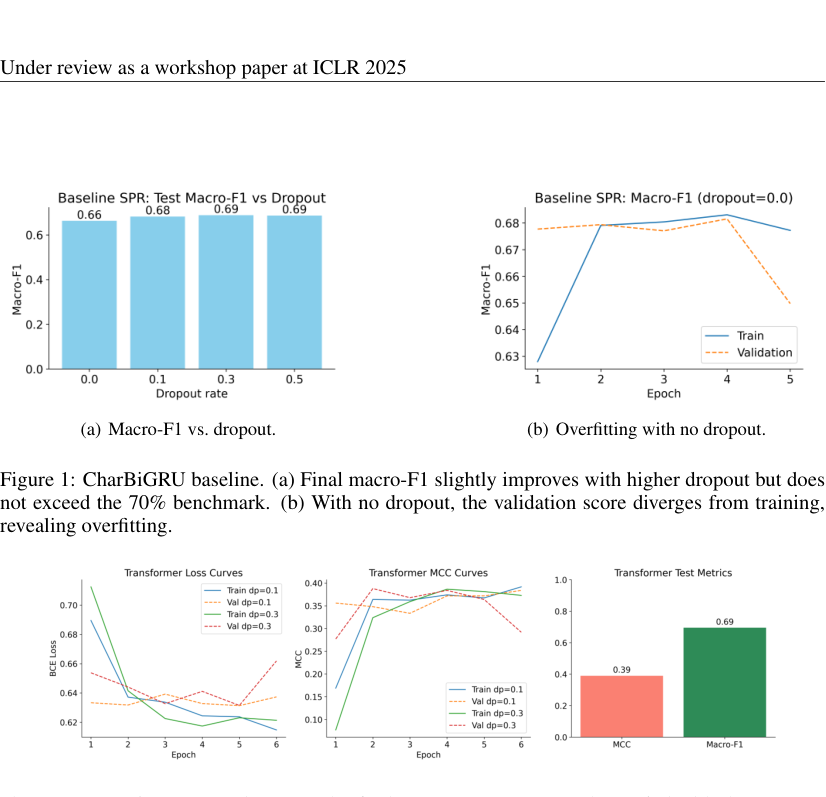 Under review as a workshop paper at ICLR 2025
Baseline SPR: Test Macro-F1 vs Dropout
0.66
0.68
0.69
0.69
0.6
0.4
0.2
0.0
Macro-F1
0.0
0.1
0.3
0.5
Dropout rate
(a) Macro-F1 vs. dropout.
Baseline SPR: Macro-F1 (dropout=0.0)
0.68
0.67
0.66
0.65
0.64
0.63
Macro-F1
Train
Validation
1
2
3
4
5
Epoch
(b) Overfitting with no dropout.
Figure 1: CharBiGRU baseline. (a) Final macro-F1 slightly improves with higher dropout but does
not exceed the 70% benchmark. (b) With no dropout, the validation score diverges from training,
revealing overfitting.
Transformer Loss Curves
0.70
0.68
0.66
0.64
0.62
BCE Loss
Train dp=0.1
Val dp=0.1
Train dp=0.3
Val dp=0.3
1
2
3
4
5
6
Epoch
Transformer MCC Curves
0.40
0.35
0.30
0.25
0.20
0.15
0.10
MCC
Train dp=0.1
Val dp=0.1
Train dp=0.3
Val dp=0.3
1
2
3
4
5
6
Epoch
Transformer Test Metrics
1.0
0.8
0.6
0.4
0.2
0.0
0.39
0.69
MCC
Macro-F1